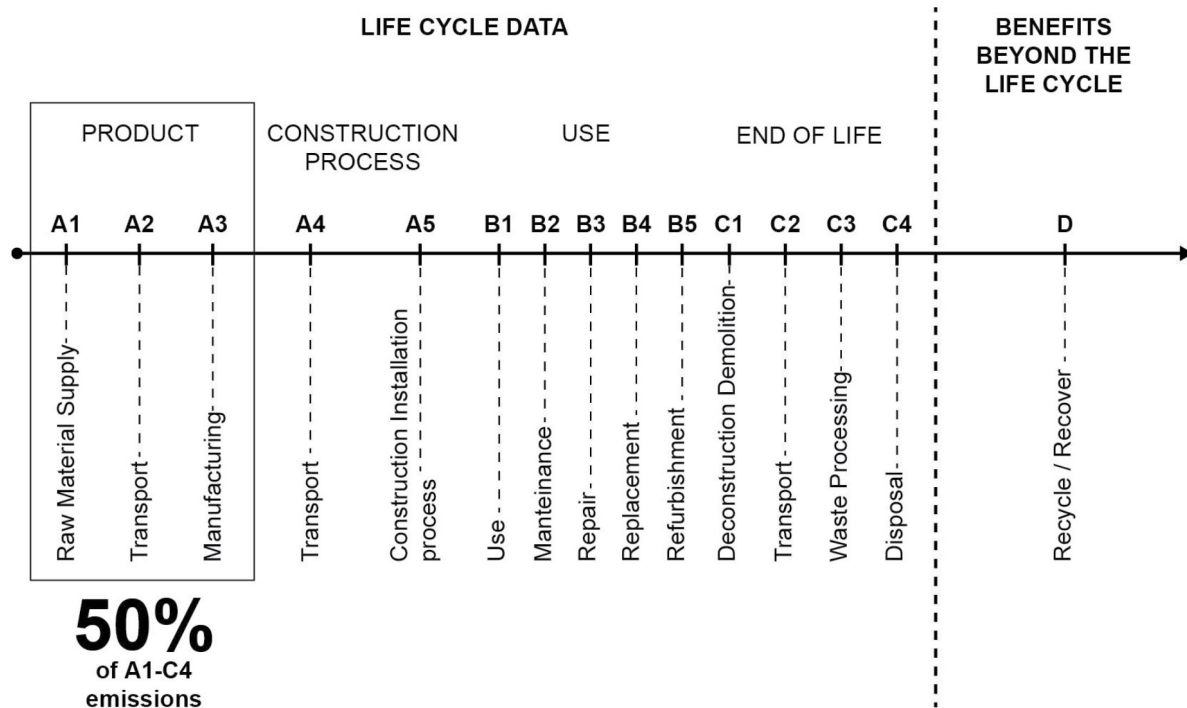 LIFE CYCLE DATA
BENEFITS
BEYOND THE
LIFE CYCLE
PRODUCT
CONSTRUCTION
PROCESS
USE
END OF LIFE
A1
A2
A3
A4
A5
B1
B2
B3
B4
B5
C1
C2
C3
C4
D
Raw Material Supply
Transport
Manufacturing
Transport
Construction Installation
process
Use
Manteinance
Repair
Replacement
Refurbishment
Deconstruction Demolition
Transport
Waste Processing
Disposal
Recycle / Recover
50%
of A1-C4
emissions